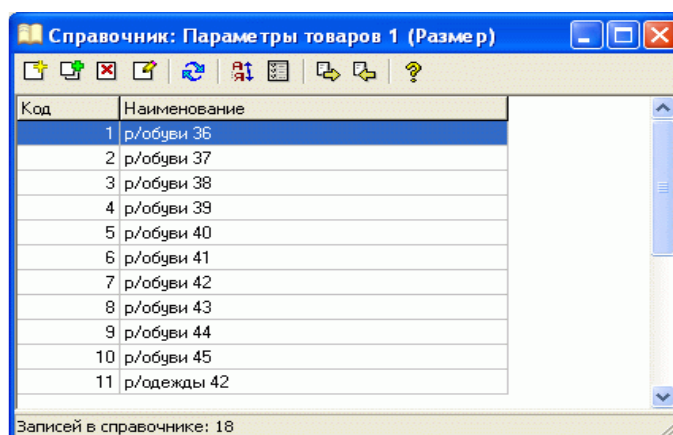 Справочник: Параметры товаров 1 (Размер)
Код Наименование
1 р/обуви 36
2 р/обуви 37
3 р/обуви 38
4 р/обуви 39
5 р/обуви 40
6 р/обуви 41
7 р/обуви 42
8 р/обуви 43
9 р/обуви 44
10 р/обуви 45
11 р/одежды 42
Записей в справочнике: 18